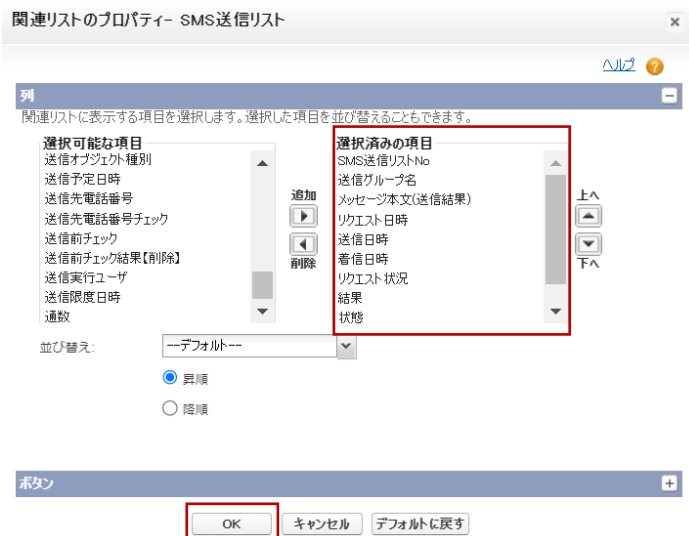 関連リストのプロパティ- SMS送信リスト
ヘルプ
列
関連リストに表示する項目を選択します。選択した項目を並び替えることもできます。
選択可能な項目
送信オブジェクト種別
送信予定日時
送信先電話番号
送信先電話番号チェック
送信前チェック
送信前チェック結果【削除】
送信実行ユーザ
送信限度日時
通数
追加
削除
選択済みの項目
SMS送信リストNo
送信グループ名
メッセージ本文(送信結果)
リクエスト日時
送信日時
着信日時
リクエスト状況
結果
状態
上へ
下へ
並び替え:
--デフォルト--
昇順
降順
ボタン
OK
キャンセル
デフォルトに戻す